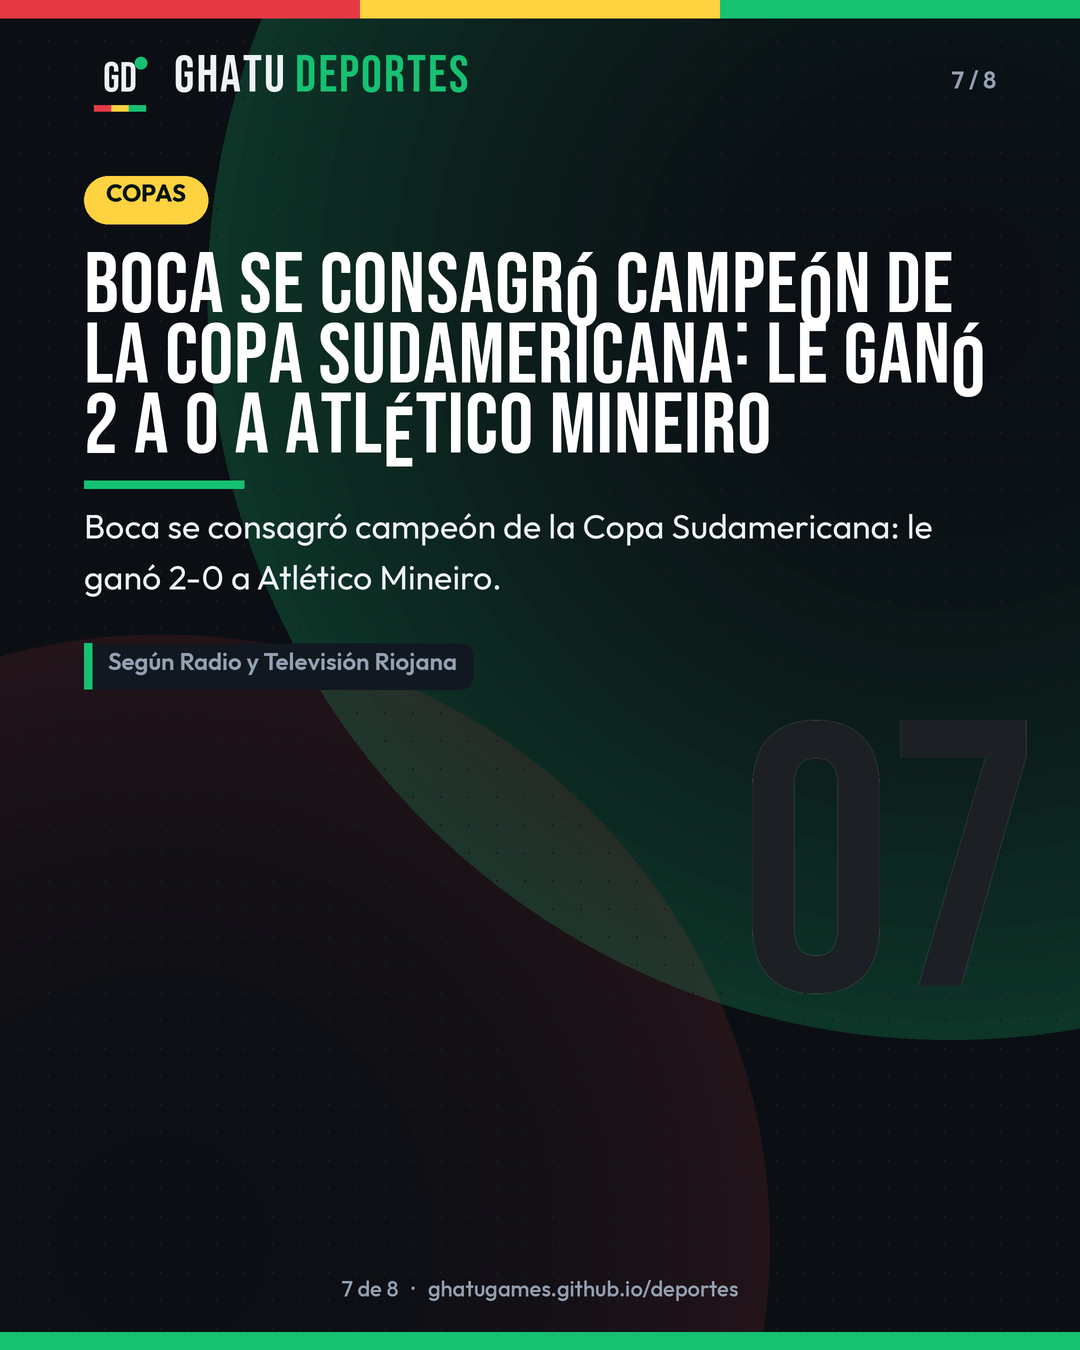 GD GHATU DEPORTES
7 / 8
COPAS
BOCA SE CONSAGRÓ CAMPEÓN DE
LA COPA SUDAMERICANA: LE GANÓ
2 A 0 A ATLÉTICO MINEIRO
Boca se consagró campeón de la Copa Sudamericana: le
ganó 2-0 a Atlético Mineiro.
Según Radio y Televisión Riojana
07
7 de 8 · ghatugames.github.io/deportes